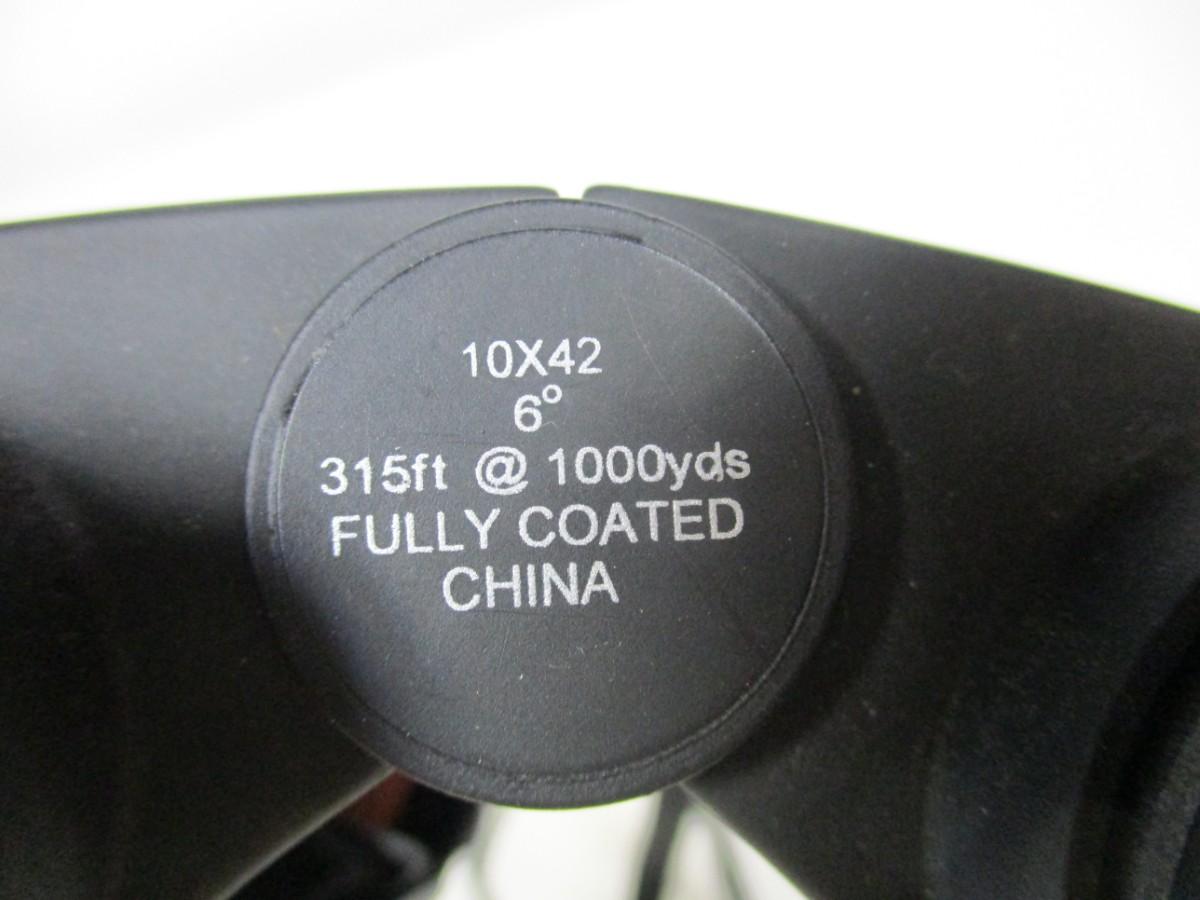 10X42
6°
315ft @ 1000yds
FULLY COATED
CHINA